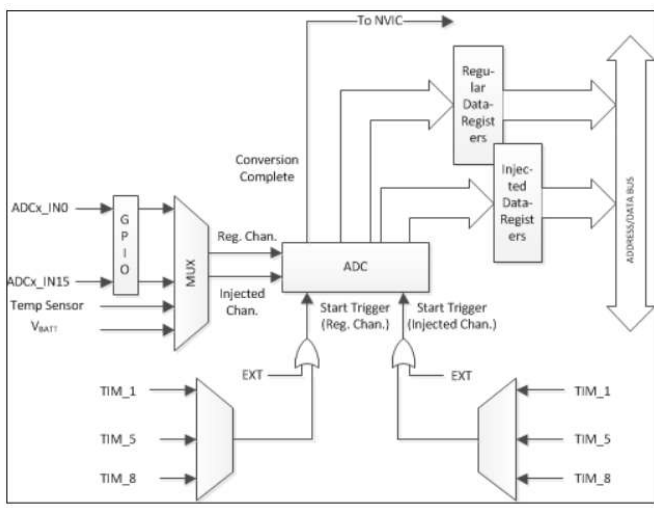 To NVIC
Regu-
lar
Data-
Regist
ers
Conversion
Complete
Injec-
ted
Data-
Regist
ers
ADDRESS/DATA BUS
ADCx_IN0
GPIO
MUX
Reg. Chan.
ADC
ADCx_IN15
Injected
Chan.
Temp Sensor
VBATT
Start Trigger
(Reg. Chan.)
Start Trigger
(Injected Chan.)
EXT
EXT
TIM_1
TIM_5
TIM_8
TIM_1
TIM_5
TIM_8